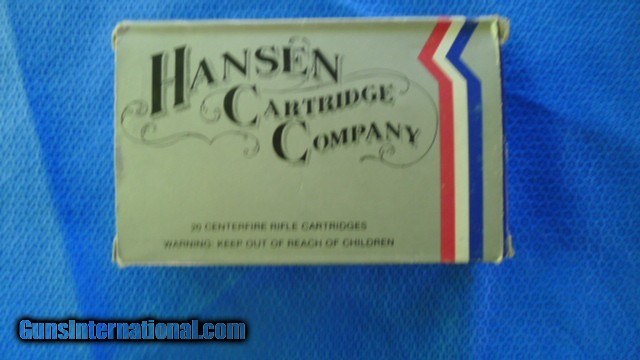 HANSEN
CARTRIDGE
COMPANY
20 CENTERFIRE RIFLE CARTRIDGES
WARNING: KEEP OUT OF REACH OF CHILDREN
GunsInternational.com